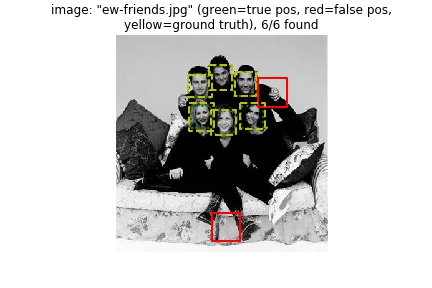 image: "ew-friends.jpg" (green=true pos, red=false pos,
yellow=ground truth), 6/6 found